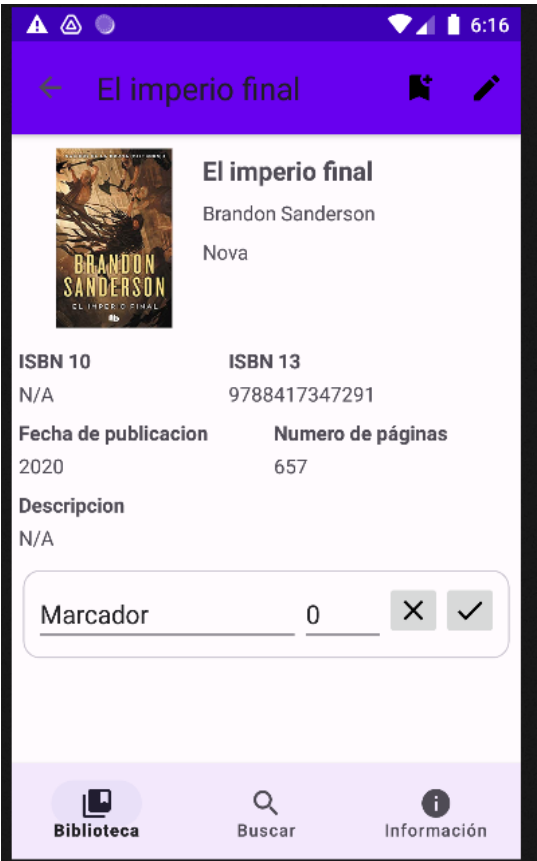 6:16
El imperio final
El imperio final
Brandon Sanderson
Nova
BRANDON
SANDERSON
EL IMPERIO FINAL
ISBN 10 ISBN 13
N/A 9788417347291
Fecha de publicacion Numero de páginas
2020 657
Descripcion
N/A
Marcador 0
Biblioteca Buscar Información